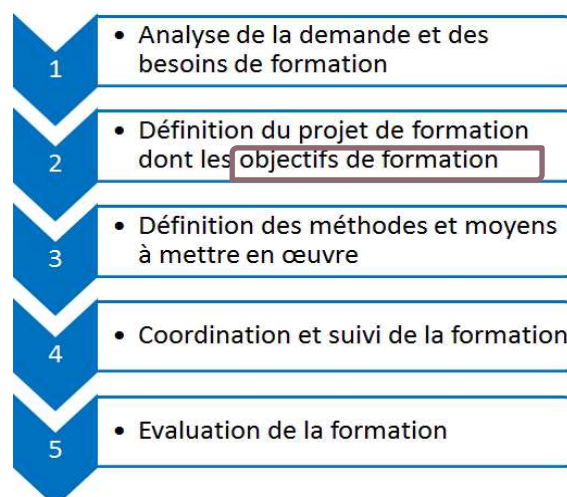 1
• Analyse de la demande et des
besoins de formation
2
• Définition du projet de formation
dont les objectifs de formation
3
• Définition des méthodes et moyens
à mettre en œuvre
4
• Coordination et suivi de la formation
5
• Evaluation de la formation